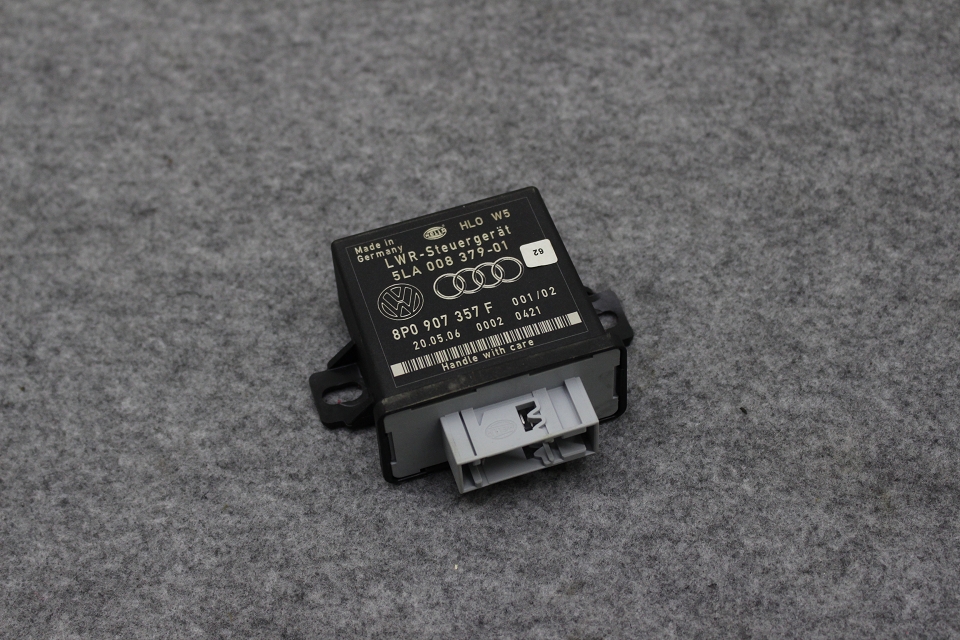 Made in
Germany
HELLA
HLO W5
LWR-Steuergerät
5LA 008 379-01
62
8P0 907 357 F
001/02
20.05.06 0002 0421
Handle with care